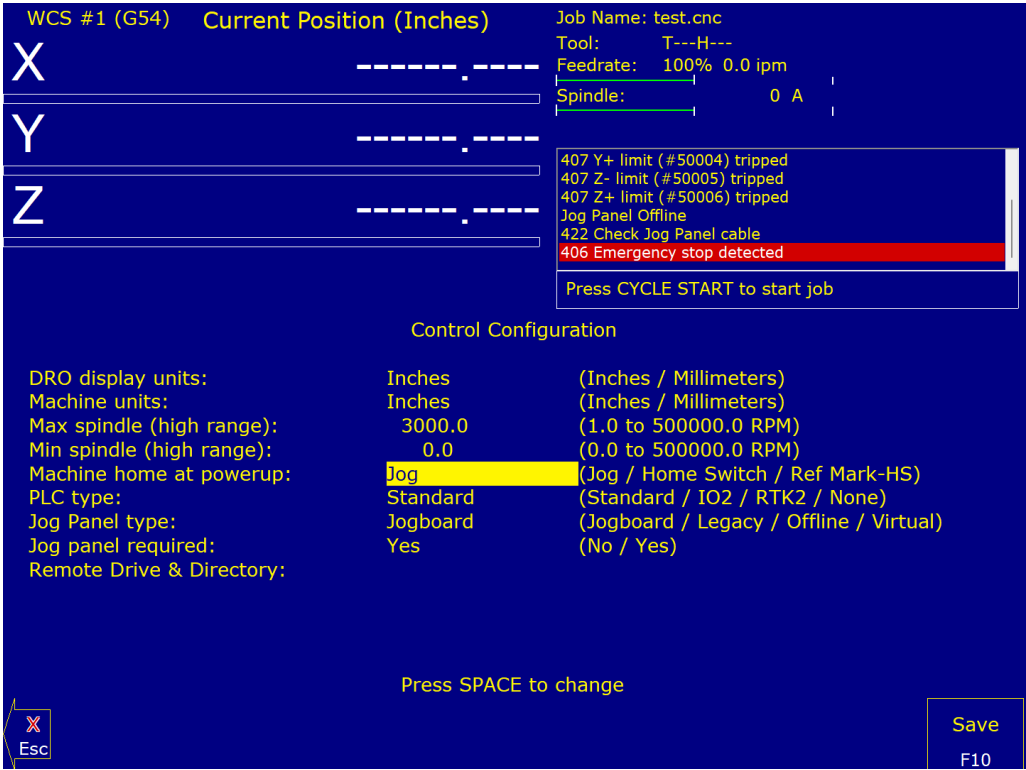 WCS #1 (G54) Current Position (Inches)
X ------.----
Y ------.----
Z ------.----
Job Name: test.cnc
Tool: T---H---
Feedrate: 100% 0.0 ipm
Spindle: 0 A
407 Y+ limit (#50004) tripped
407 Z- limit (#50005) tripped
407 Z+ limit (#50006) tripped
Jog Panel Offline
422 Check Jog Panel cable
406 Emergency stop detected
Press CYCLE START to start job
Control Configuration
DRO display units: Inches (Inches / Millimeters)
Machine units: Inches (Inches / Millimeters)
Max spindle (high range): 3000.0 (1.0 to 500000.0 RPM)
Min spindle (high range): 0.0 (0.0 to 500000.0 RPM)
Machine home at powerup: Jog (Jog / Home Switch / Ref Mark-HS)
PLC type: Standard (Standard / IO2 / RTK2 / None)
Jog Panel type: Jogboard (Jogboard / Legacy / Offline / Virtual)
Jog panel required: Yes (No / Yes)
Remote Drive & Directory:
Press SPACE to change
X
Esc
Save
F10